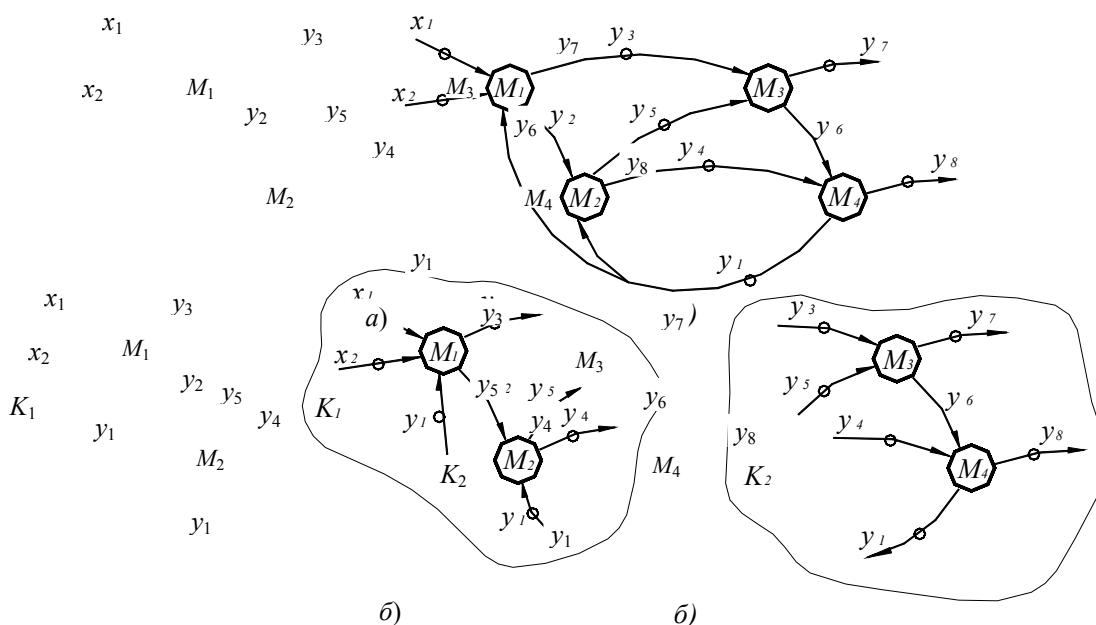 x₁ y₃ x₁ y₇ y₃ y₇
x₂ M₁ M₃ M₁ M₃
y₂ y₅ x₂ y₆ y₂ y₅ y₆
y₄ y₈ y₄ y₈
M₂ M₄ M₂ M₄
y₁ y₁
x₁ y₃ а) y₃ y₇ ) y₃ y₇
x₂ M₁ x₂ M₁ M₃ M₃
y₂ y₅ y₅ ₂ y₅ y₆ y₅ y₆
K₁ y₁ y₄ K₁ y₁ y₄ y₄ y₈ y₄ y₈
M₂ K₂ M₂ M₄ K₂ M₄
y₁ y₁ y₁ y₁
б) б)